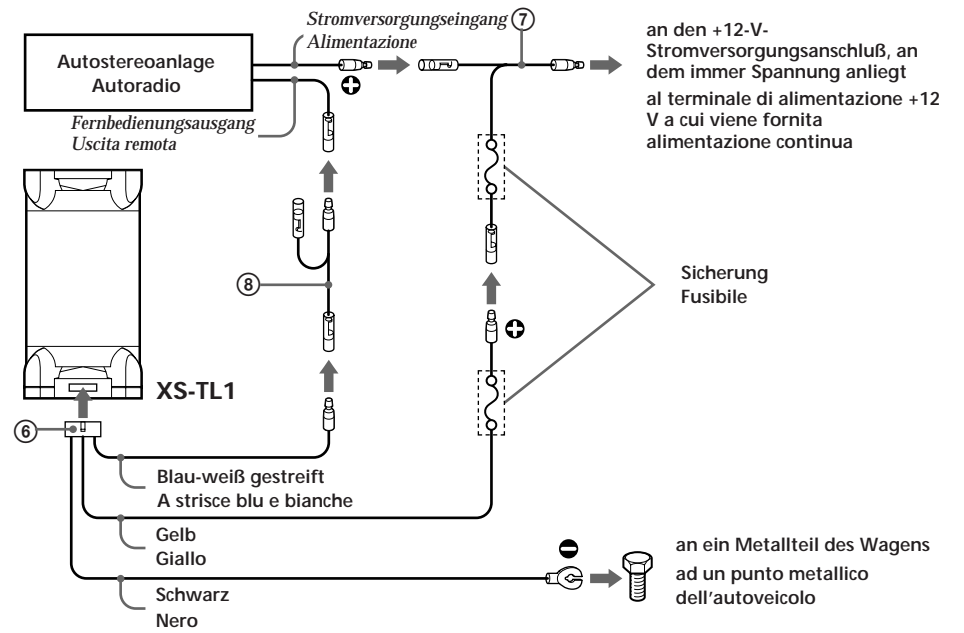 Stromversorgungseingang
Alimentazione
⑦
an den +12-V-
Stromversorgungsanschluß, an
dem immer Spannung anliegt
al terminale di alimentazione +12
V a cui viene fornita
alimentazione continua
Autostereoanlage
Autoradio
Fernbedienungsausgang
Uscita remota
⑧
Sicherung
Fusibile
XS-TL1
⑥
Blau-weiß gestreift
A strisce blu e bianche
Gelb
Giallo
an ein Metallteil des Wagens
ad un punto metallico
dell'autoveicolo
Schwarz
Nero